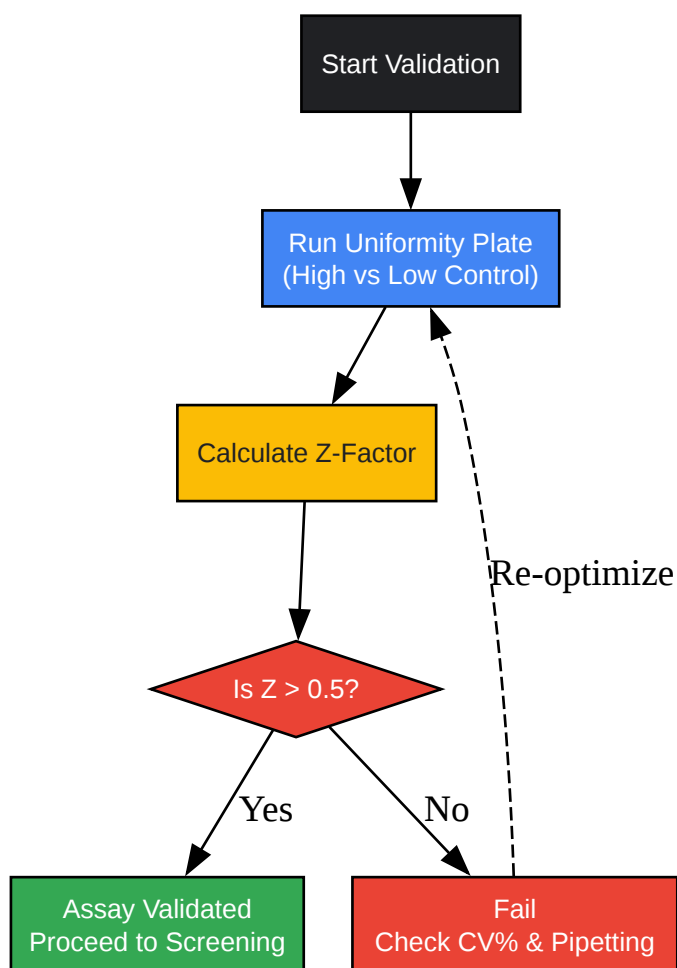 Start Validation
Run Uniformity Plate
(High vs Low Control)
Calculate Z-Factor
Re-optimize
Is Z > 0.5?
Yes
No
Assay Validated
Proceed to Screening
Fail
Check CV% & Pipetting